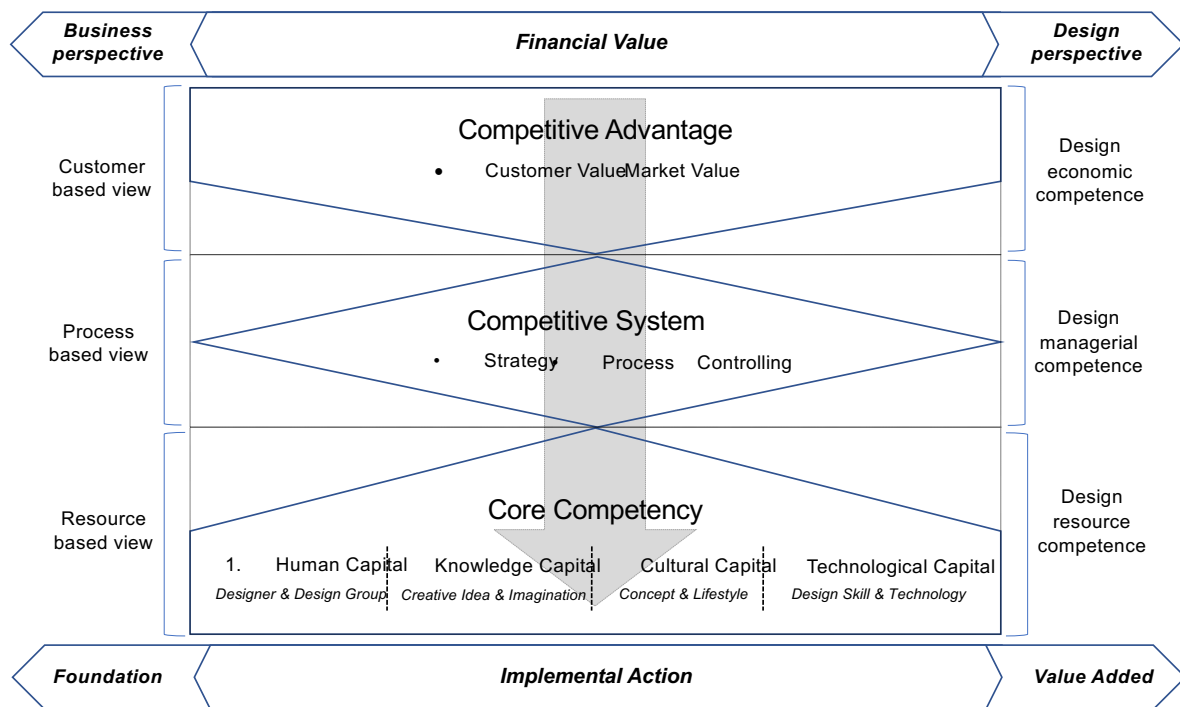 Business
perspective
Financial Value
Design
perspective
Customer
based view
Competitive Advantage
• Customer Value Market Value
Design
economic
competence
Process
based view
Competitive System
• Strategy • Process Controlling
Design
managerial
competence
Resource
based view
Core Competency
1. Human Capital Knowledge Capital Cultural Capital Technological Capital
Designer & Design Group Creative Idea & Imagination Concept & Lifestyle Design Skill & Technology
Design
resource
competence
Foundation
Implemental Action
Value Added